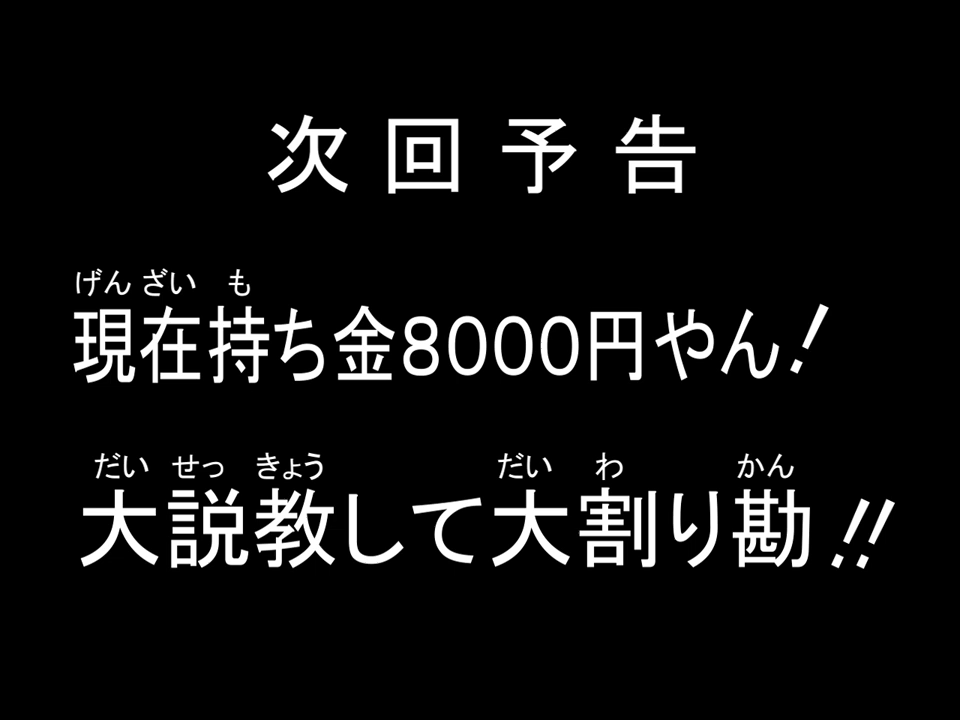 次回予告
げんざいも
現在持ち金8000円やん!
だいせっきょう だいわかん
大説教して大割り勘!!